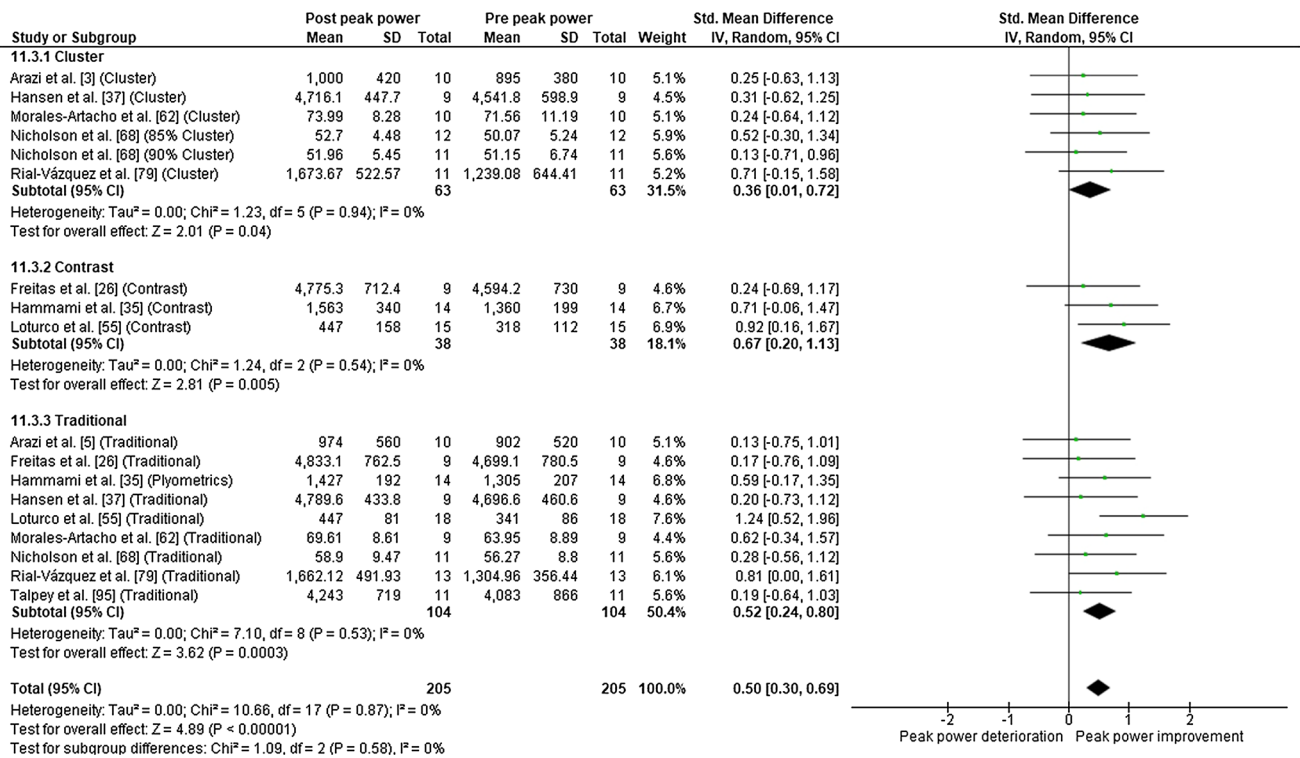 Post peak power Pre peak power Std. Mean Difference Std. Mean Difference
Study or Subgroup Mean SD Total Mean SD Total Weight IV, Random, 95% CI IV, Random, 95% CI
11.3.1 Cluster
Arazi et al. [3] (Cluster) 1,000 420 10 895 380 10 5.1% 0.25 [-0.63, 1.13]
Hansen et al. [37] (Cluster) 4,716.1 447.7 9 4,541.8 598.9 9 4.5% 0.31 [-0.62, 1.25]
Morales-Artacho et al. [62] (Cluster) 73.99 8.28 10 71.56 11.19 10 5.1% 0.24 [-0.64, 1.12]
Nicholson et al. [68] (85% Cluster) 52.7 4.48 12 50.07 5.24 12 5.9% 0.52 [-0.30, 1.34]
Nicholson et al. [68] (90% Cluster) 51.96 5.45 11 51.15 6.74 11 5.6% 0.13 [-0.71, 0.96]
Rial-Vázquez et al. [79] (Cluster) 1,673.67 522.57 11 1,239.08 644.41 11 5.2% 0.71 [-0.15, 1.58]
Subtotal (95% CI) 63 63 31.5% 0.36 [0.01, 0.72]
Heterogeneity: Tau² = 0.00; Chi² = 1.23, df = 5 (P = 0.94); I² = 0%
Test for overall effect: Z = 2.01 (P = 0.04)
11.3.2 Contrast
Freitas et al. [26] (Contrast) 4,775.3 712.4 9 4,594.2 730 9 4.6% 0.24 [-0.69, 1.17]
Hammami et al. [35] (Contrast) 1,563 340 14 1,360 199 14 6.7% 0.71 [-0.06, 1.47]
Loturco et al. [55] (Contrast) 447 158 15 318 112 15 6.9% 0.92 [0.16, 1.67]
Subtotal (95% CI) 38 38 18.1% 0.67 [0.20, 1.13]
Heterogeneity: Tau² = 0.00; Chi² = 1.24, df = 2 (P = 0.54); I² = 0%
Test for overall effect: Z = 2.81 (P = 0.005)
11.3.3 Traditional
Arazi et al. [5] (Traditional) 974 560 10 902 520 10 5.1% 0.13 [-0.75, 1.01]
Freitas et al. [26] (Traditional) 4,833.1 762.5 9 4,699.1 780.5 9 4.6% 0.17 [-0.76, 1.09]
Hammami et al. [35] (Plyometrics) 1,427 192 14 1,305 207 14 6.8% 0.59 [-0.17, 1.35]
Hansen et al. [37] (Traditional) 4,789.6 433.8 9 4,696.6 460.6 9 4.6% 0.20 [-0.73, 1.12]
Loturco et al. [55] (Traditional) 447 81 18 341 86 18 7.6% 1.24 [0.52, 1.96]
Morales-Artacho et al. [62] (Traditional) 69.61 8.61 9 63.95 8.89 9 4.4% 0.62 [-0.34, 1.57]
Nicholson et al. [68] (Traditional) 58.9 9.47 11 56.27 8.8 11 5.6% 0.28 [-0.56, 1.12]
Rial-Vázquez et al. [79] (Traditional) 1,662.12 491.93 13 1,304.96 356.44 13 6.1% 0.81 [0.00, 1.61]
Talpey et al. [95] (Traditional) 4,243 719 11 4,083 866 11 5.6% 0.19 [-0.64, 1.03]
Subtotal (95% CI) 104 104 50.4% 0.52 [0.24, 0.80]
Heterogeneity: Tau² = 0.00; Chi² = 7.10, df = 8 (P = 0.53); I² = 0%
Test for overall effect: Z = 3.62 (P = 0.0003)
Total (95% CI) 205 205 100.0% 0.50 [0.30, 0.69]
Heterogeneity: Tau² = 0.00; Chi² = 10.66, df = 17 (P = 0.87); I² = 0%
Test for overall effect: Z = 4.89 (P < 0.00001)
Test for subgroup differences: Chi² = 1.09, df = 2 (P = 0.58), I² = 0%
-2 -1 0 1 2
Peak power deterioration Peak power improvement